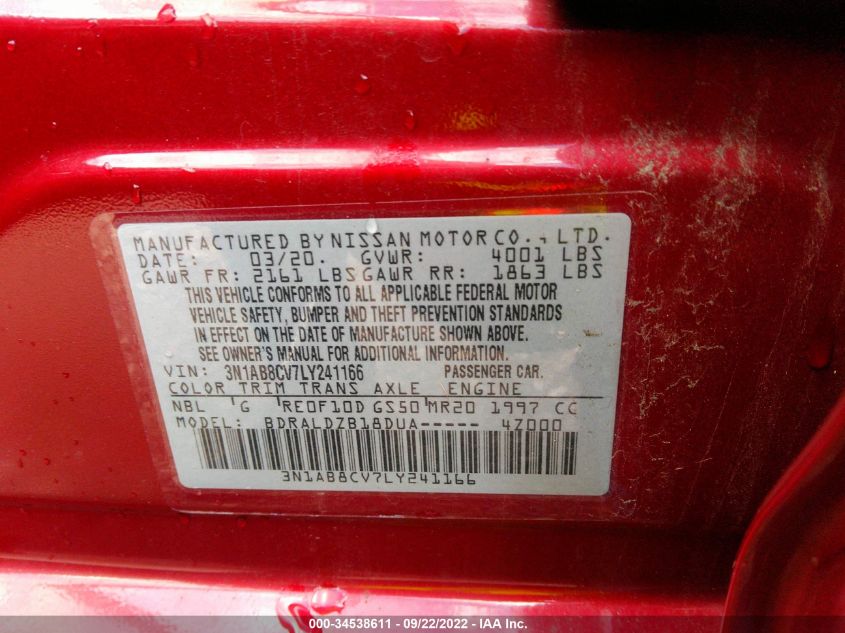 MANUFACTURED BY NISSAN MOTOR CO., LTD.
DATE: 03/20. GVWR: 4001 LBS
GAWR FR: 2161 LBS GAWR RR: 1863 LBS
THIS VEHICLE CONFORMS TO ALL APPLICABLE FEDERAL MOTOR
VEHICLE SAFETY, BUMPER AND THEFT PREVENTION STANDARDS
IN EFFECT ON THE DATE OF MANUFACTURE SHOWN ABOVE.
SEE OWNER'S MANUAL FOR ADDITIONAL INFORMATION.
VIN: 3N1AB8CV7LY241166 PASSENGER CAR.
COLOR TRIM TRANS AXLE ENGINE
NBL G RE0F10D GS50 MR20 1997 CC
MODEL: BDRALDZB18DUA----- 47000
3N1AB8CV7LY241166
000-34538611 - 09/22/2022 - IAA Inc.